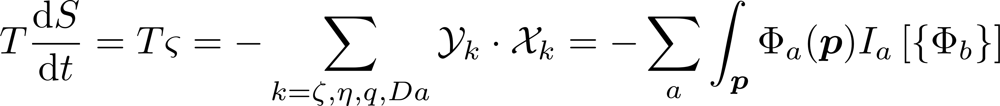 $T \frac{\mathrm{d}S}{\mathrm{d}t} = T\varsigma = - \sum_{k=\zeta,\eta,q,Da} \mathcal{Y}_k \cdot \mathcal{X}_k = - \sum_a \int_{\boldsymbol{p}} \Phi_a(\boldsymbol{p}) I_a \left[ \{ \Phi_b \} \right]$